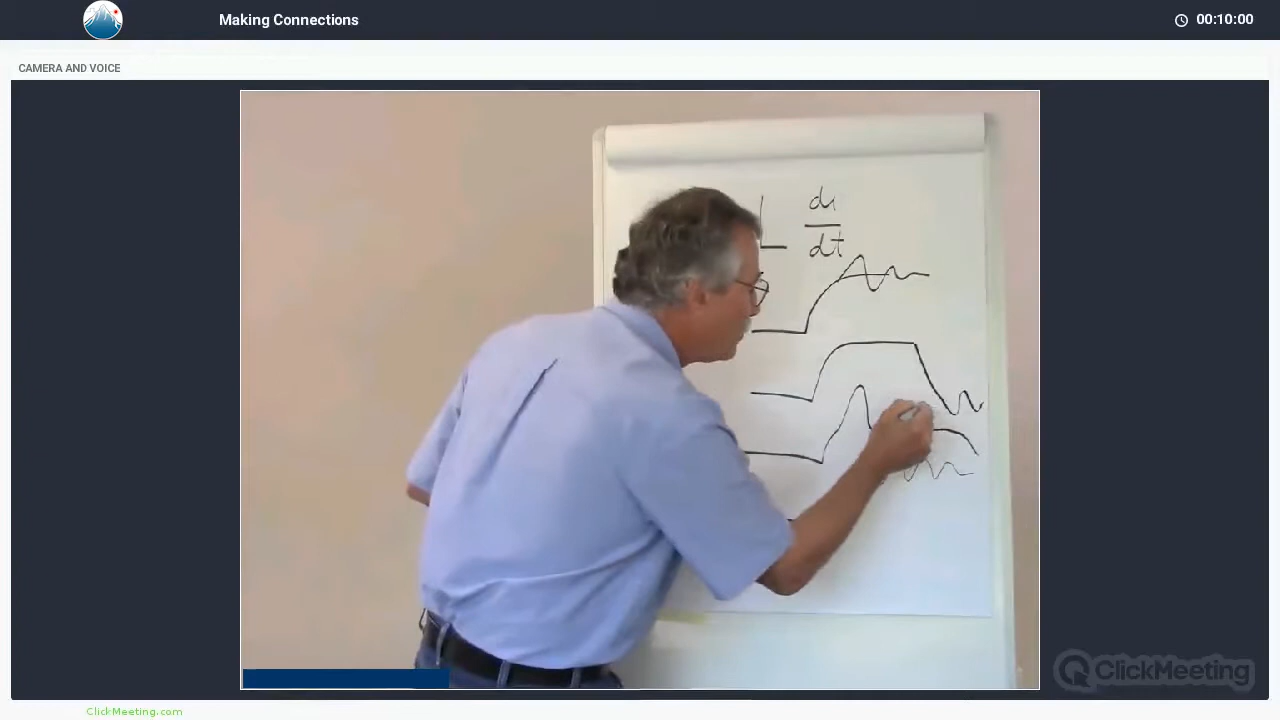 Making Connections
00:10:00
CAMERA AND VOICE
L di
dt
ClickMeeting
ClickMeeting.com